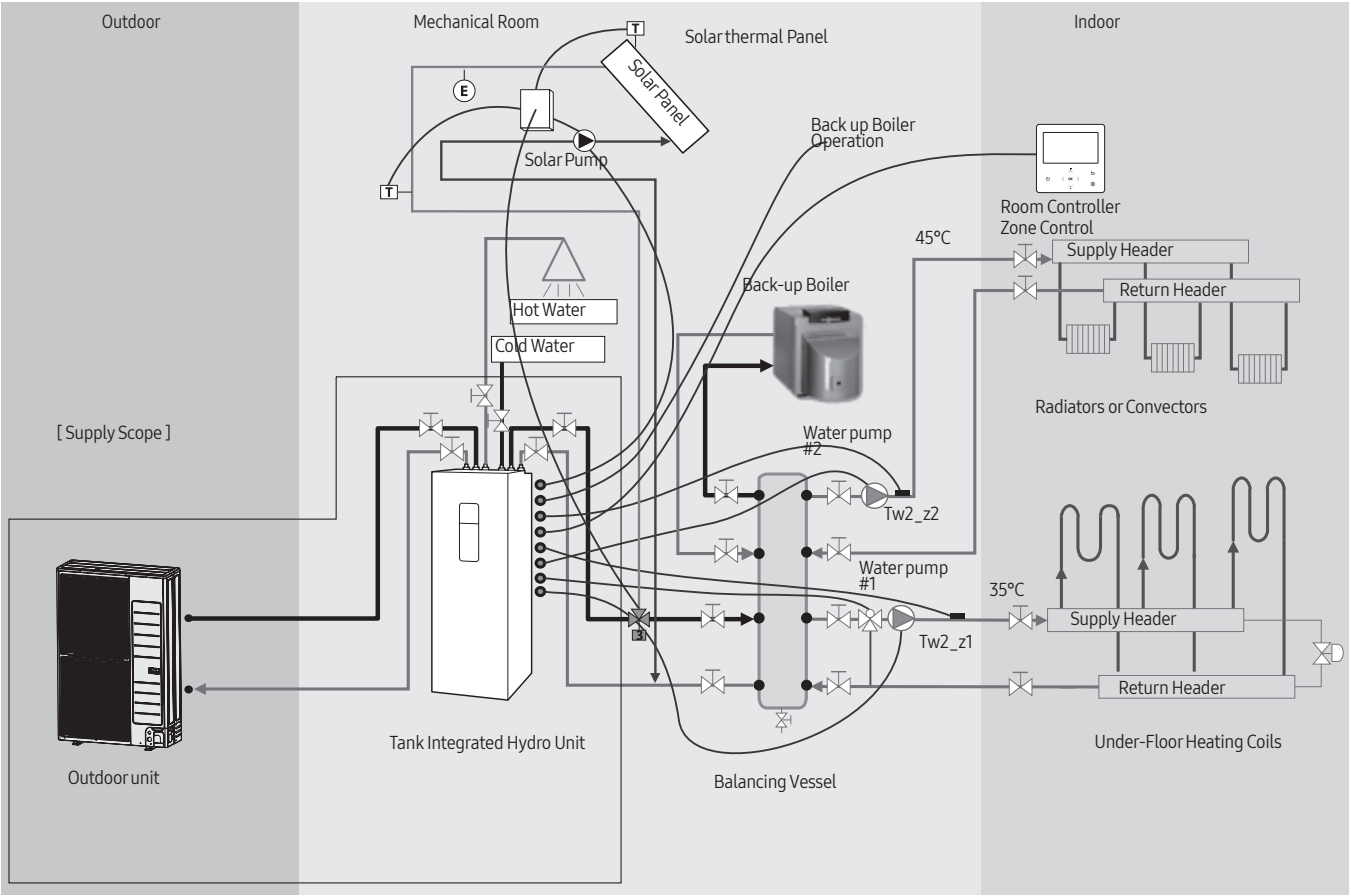 Outdoor
Mechanical Room
Indoor
T
Solar thermal Panel
Solar Panel
E
Back up Boiler
Operation
Solar Pump
T
Room Controller
Zone Control
45°C
Supply Header
Return Header
Back-up Boiler
Hot Water
Cold Water
Radiators or Convectors
[ Supply Scope ]
Water pump
#2
Tw2_z2
Water pump
#1
35°C
Supply Header
3
Tw2_z1
Return Header
Tank Integrated Hydro Unit
Under-Floor Heating Coils
Outdoor unit
Balancing Vessel